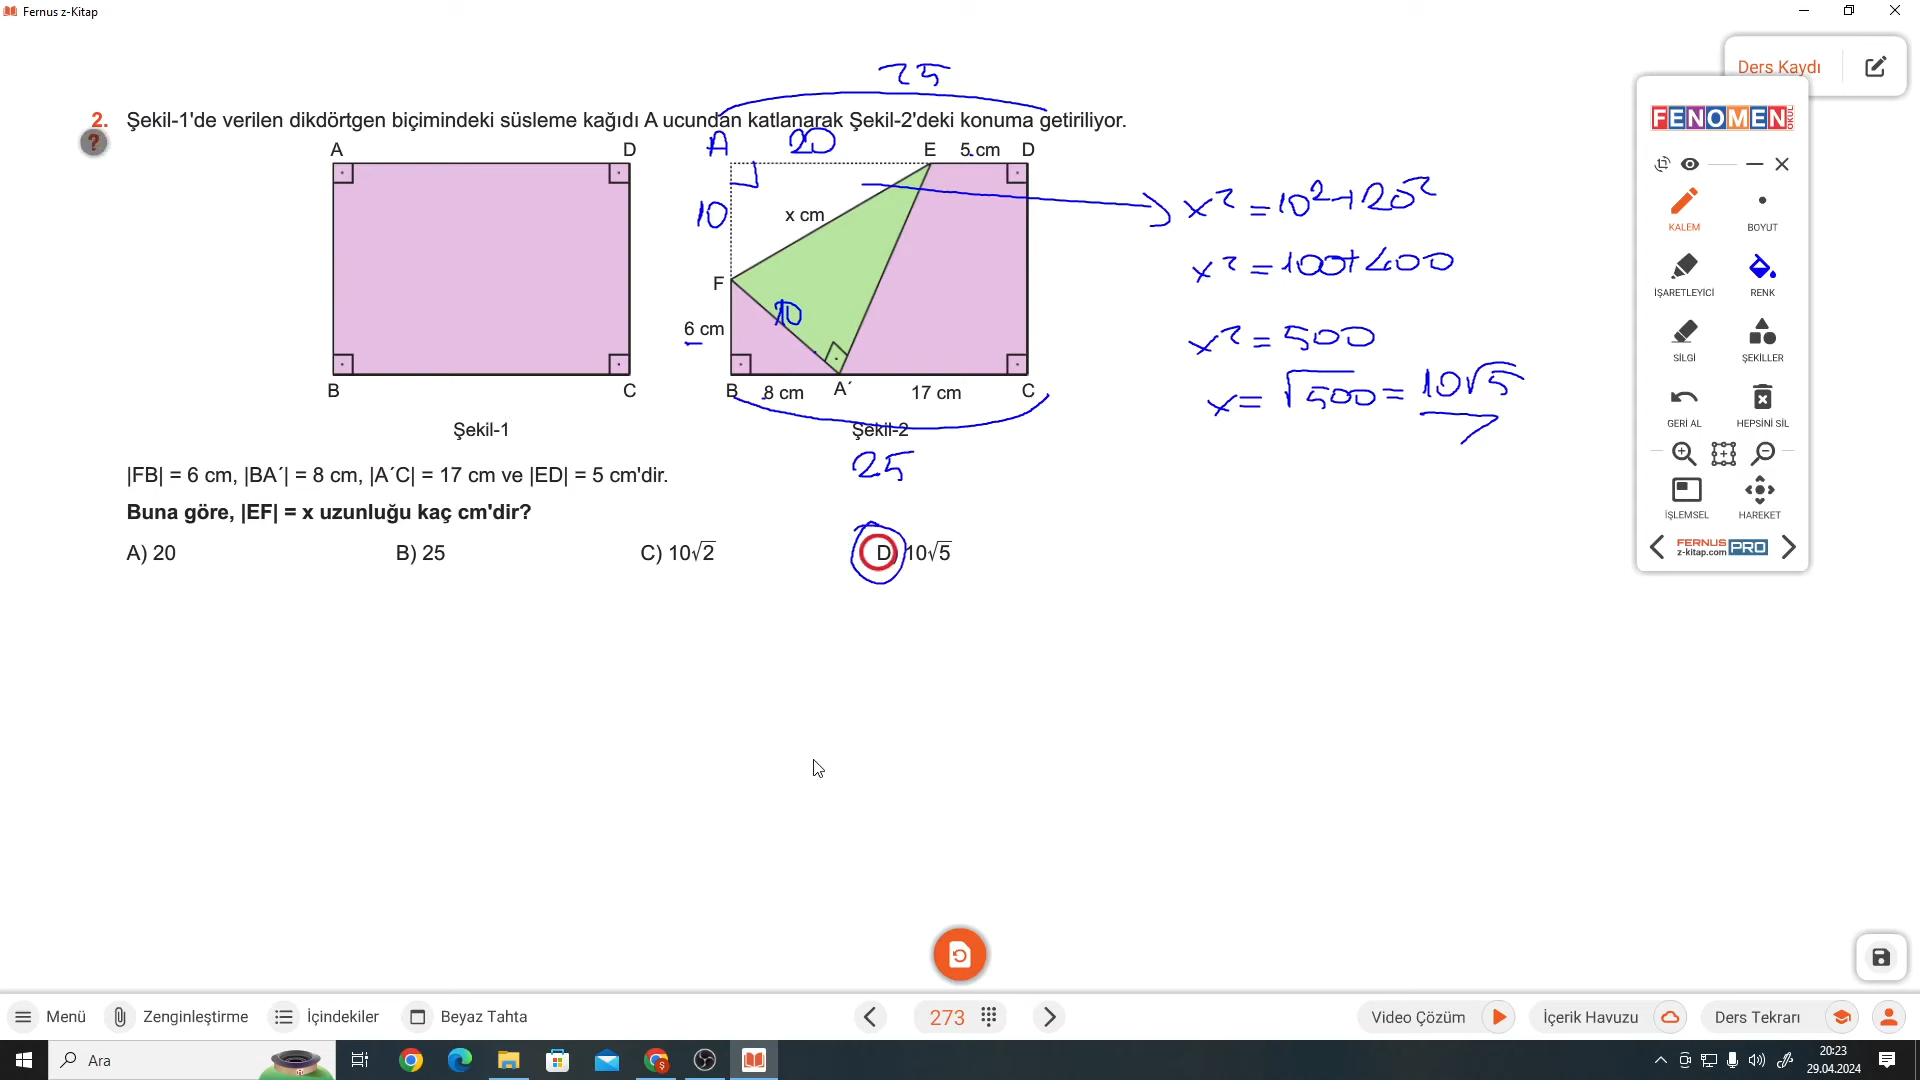 Fernus z-Kitap
Ders Kaydı
25
2. Şekil-1'de verilen dikdörtgen biçimindeki süsleme kağıdı A ucundan katlanarak Şekil-2'deki konuma getiriliyor.
A D A 20 E 5 cm D
10 x cm
F
10
6 cm
B C B 8 cm A´ 17 cm C
Şekil-1 Şekil-2
25
x² = 10² + 20²
x² = 100 + 400
x² = 500
x = √500 = 10√5
|FB| = 6 cm, |BA´| = 8 cm, |A´C| = 17 cm ve |ED| = 5 cm'dir.
Buna göre, |EF| = x uzunluğu kaç cm'dir?
A) 20 B) 25 C) 10√2 D) 10√5
FENOMEN OKUL
KALEM BOYUT
İŞARETLEYİCİ RENK
SİLGİ ŞEKİLLER
GERİ AL HEPSİNİ SİL
İŞLEMSEL HAREKET
FERNUS z-kitap.com PRO
Menü Zenginleştirme İçindekiler Beyaz Tahta 273 Video Çözüm İçerik Havuzu Ders Tekrarı
Ara 20:23
29.04.2024